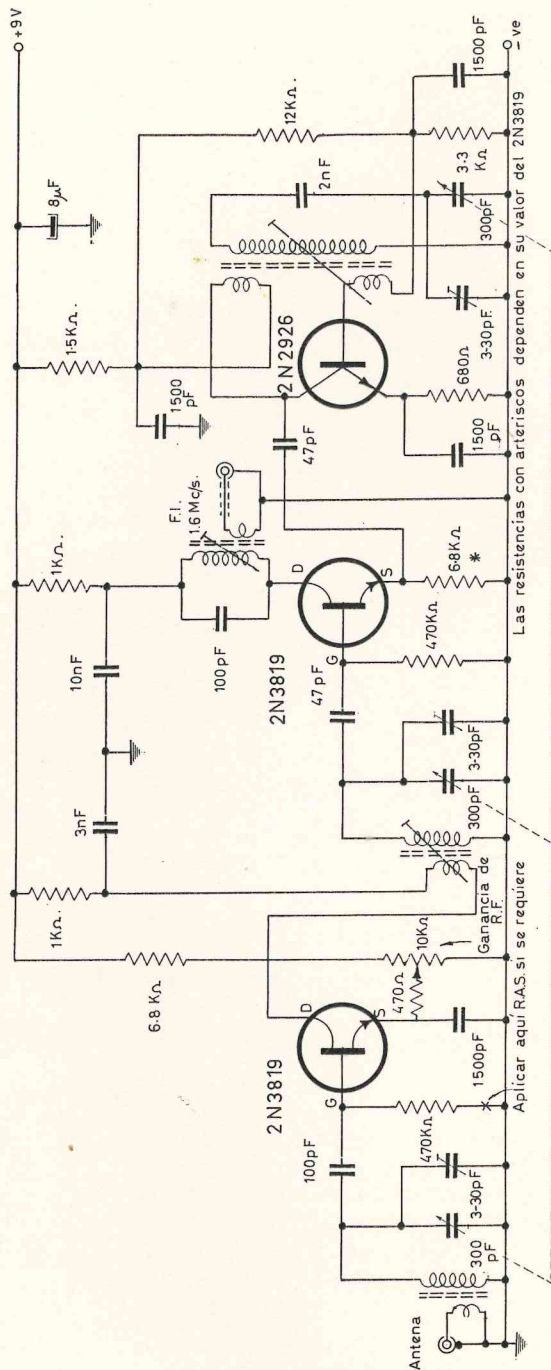 +9V
8µF
1·5KΩ.
1500
pF
12KΩ.
2nF
47pF
2N2926
1500
pF
680Ω
3-30pF
300pF
3·3
KΩ
1500pF
-ve
1KΩ.
10nF
F.I.
1.6 Mc/s.
100pF
D
2N3819
G
S
47pF
470KΩ
6·8KΩ
*
300pF
3-30pF
Las resistencias con arteriscos dependen en su valor del 2N3819
3nF
1KΩ.
6.8 KΩ
10KΩ
Ganancia de
R.F.
470Ω
D
2N3819
G
S
1500pF
100pF
470KΩ
3-30pF
300
pF
Antena
Aplicar aquí R.A.S. si se requiere